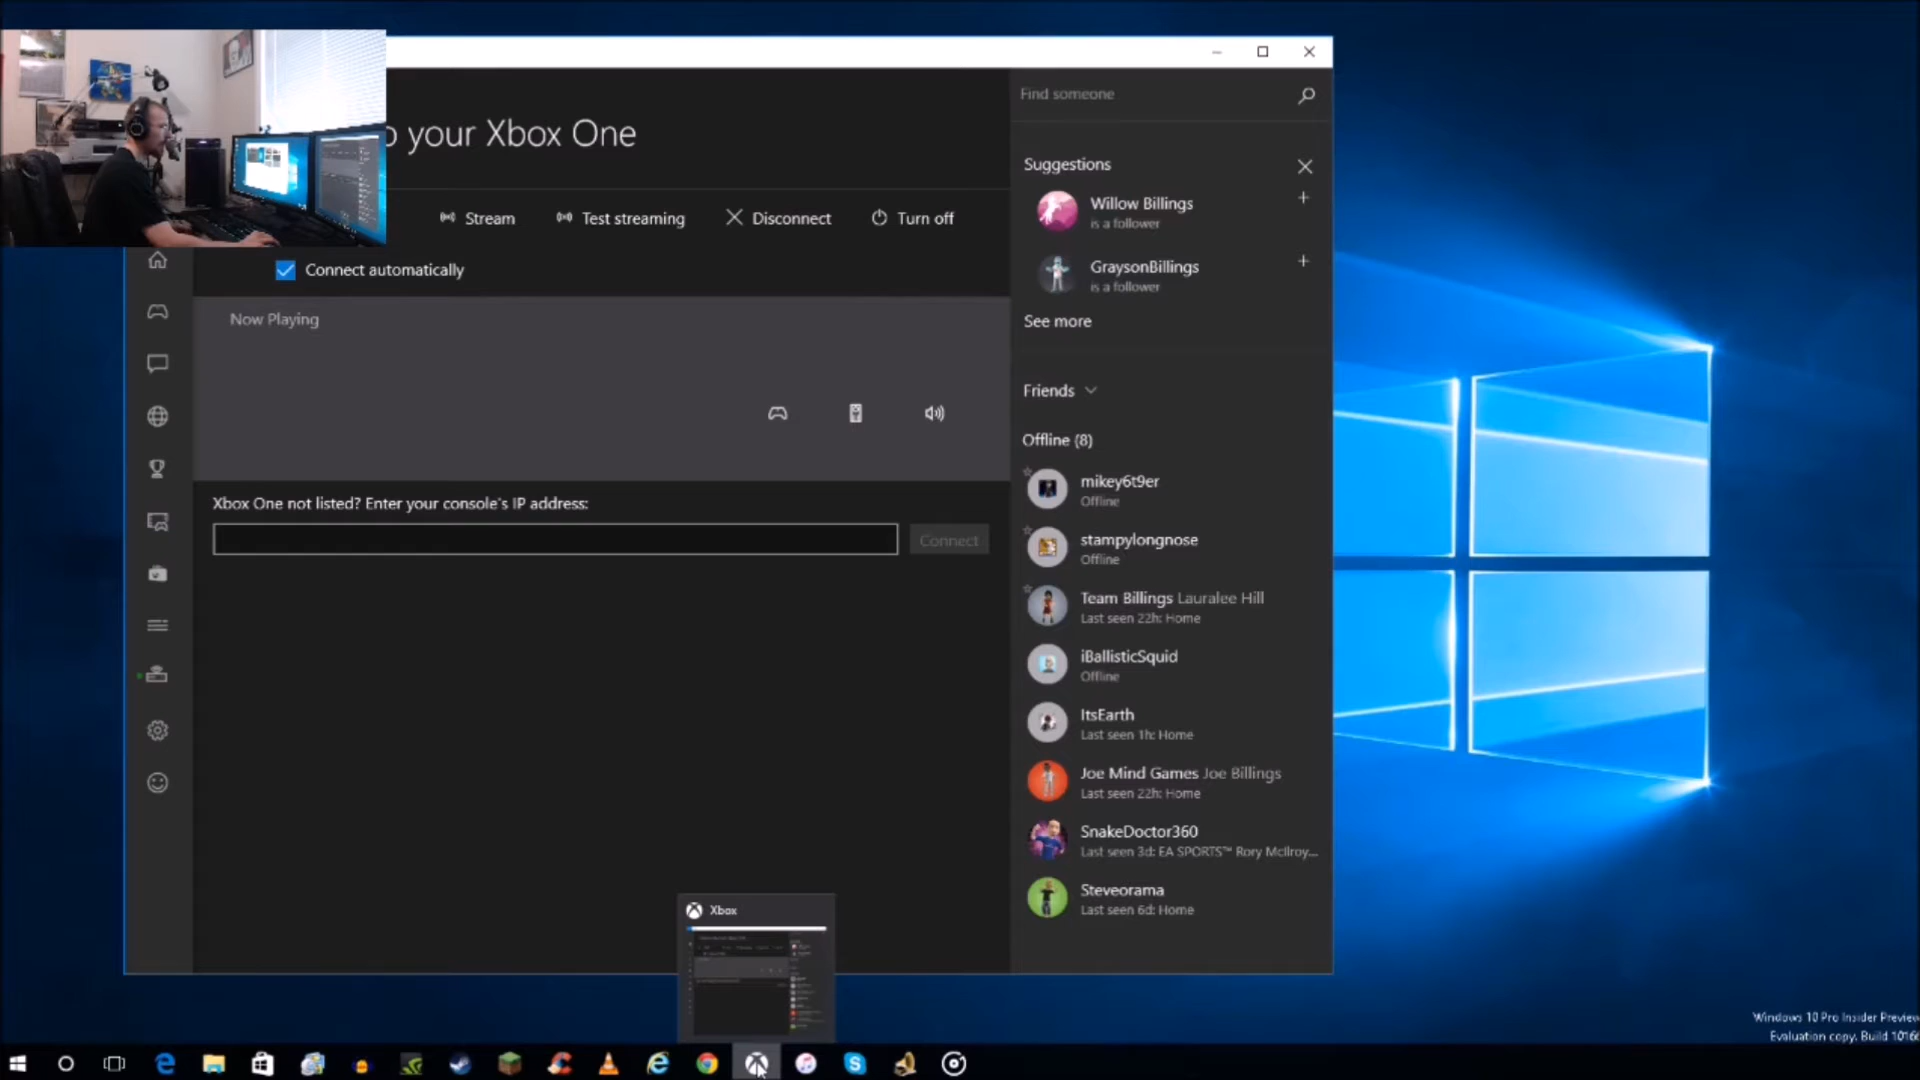 o your Xbox One
Stream
Test streaming
Disconnect
Turn off
Connect automatically
Now Playing
Xbox One not listed? Enter your console's IP address:
Connect
Find someone
Suggestions
Willow Billings
is a follower
GraysonBillings
is a follower
See more
Friends
Offline (8)
mikey6t9er
Offline
stampylongnose
Offline
Team Billings Lauralee Hill
Last seen 22h: Home
iBallisticSquid
Offline
ItsEarth
Last seen 1h: Home
Joe Mind Games Joe Billings
Last seen 22h: Home
SnakeDoctor360
Last seen 3d: EA SPORTS™ Rory McIlroy...
Steveorama
Last seen 6d: Home
Xbox
Windows 10 Pro Insider Preview
Evaluation copy. Build 10166